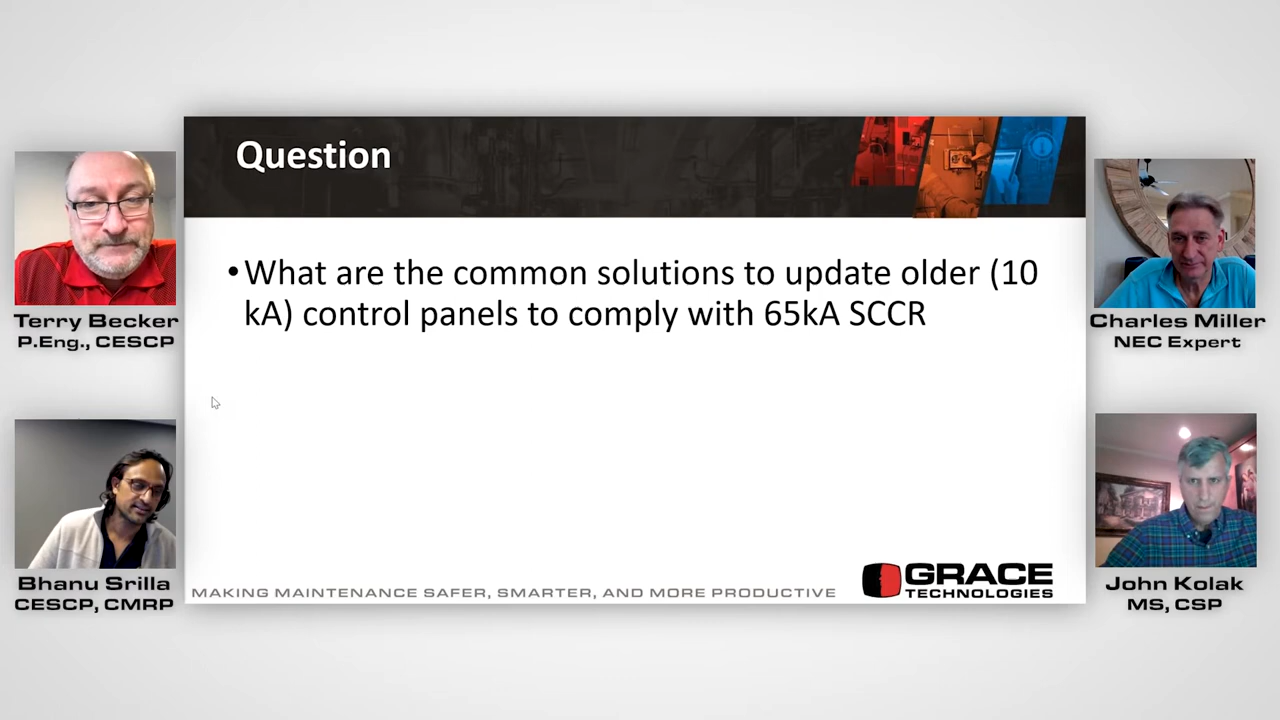 Question
•What are the common solutions to update older (10
kA) control panels to comply with 65kA SCCR
Terry Becker
P.Eng., CESCP
Charles Miller
NEC Expert
Bhanu Srilla
CESCP, CMRP
John Kolak
MS, CSP
MAKING MAINTENANCE SAFER, SMARTER, AND MORE PRODUCTIVE
GRACE
TECHNOLOGIES